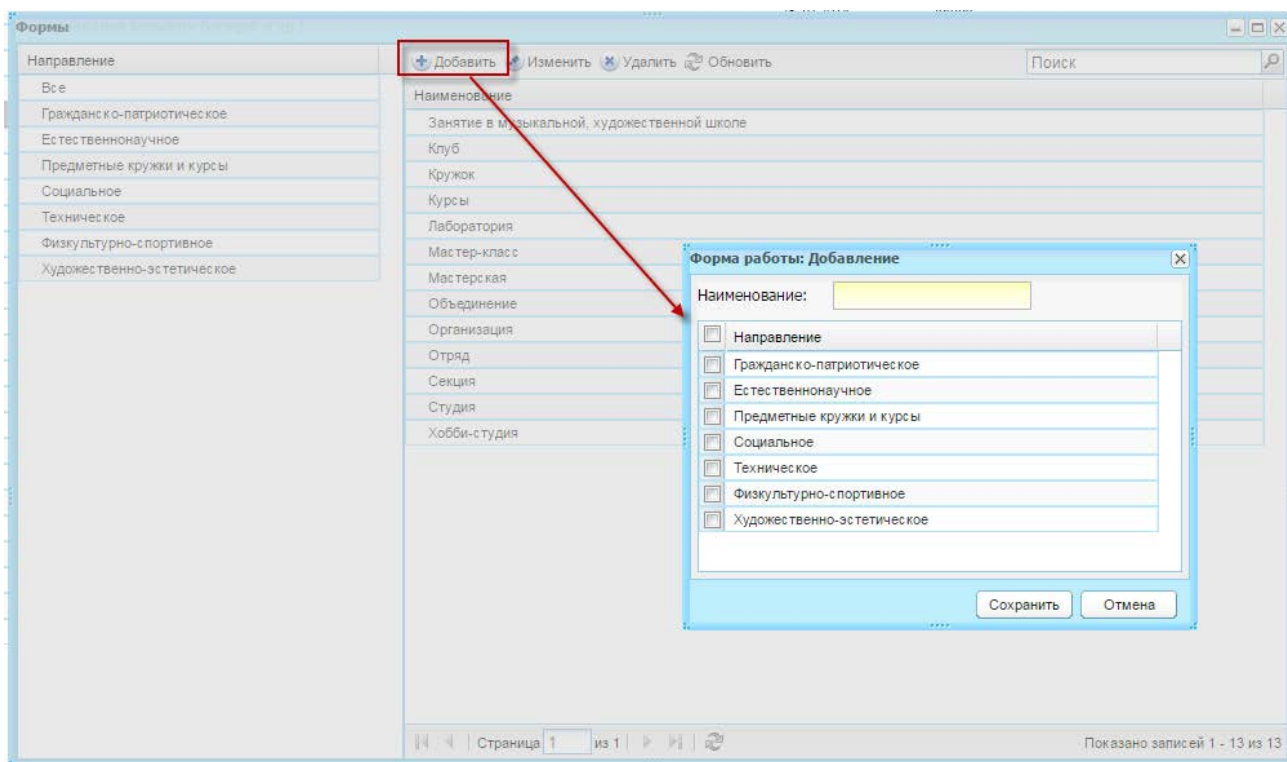 Формы
Направление
Все
Гражданско-патриотическое
Естественнонаучное
Предметные кружки и курсы
Социальное
Техническое
Физкультурно-спортивное
Художественно-эстетическое
Добавить Изменить Удалить Обновить Поиск
Наименование
Занятие в музыкальной, художественной школе
Клуб
Кружок
Курсы
Лаборатория
Мастер-класс
Мастерская
Объединение
Организация
Отряд
Секция
Студия
Хобби-студия
Форма работы: Добавление
Наименование:
Направление
Гражданско-патриотическое
Естественнонаучное
Предметные кружки и курсы
Социальное
Техническое
Физкультурно-спортивное
Художественно-эстетическое
Сохранить Отмена
Страница 1 из 1 Показано записей 1 - 13 из 13